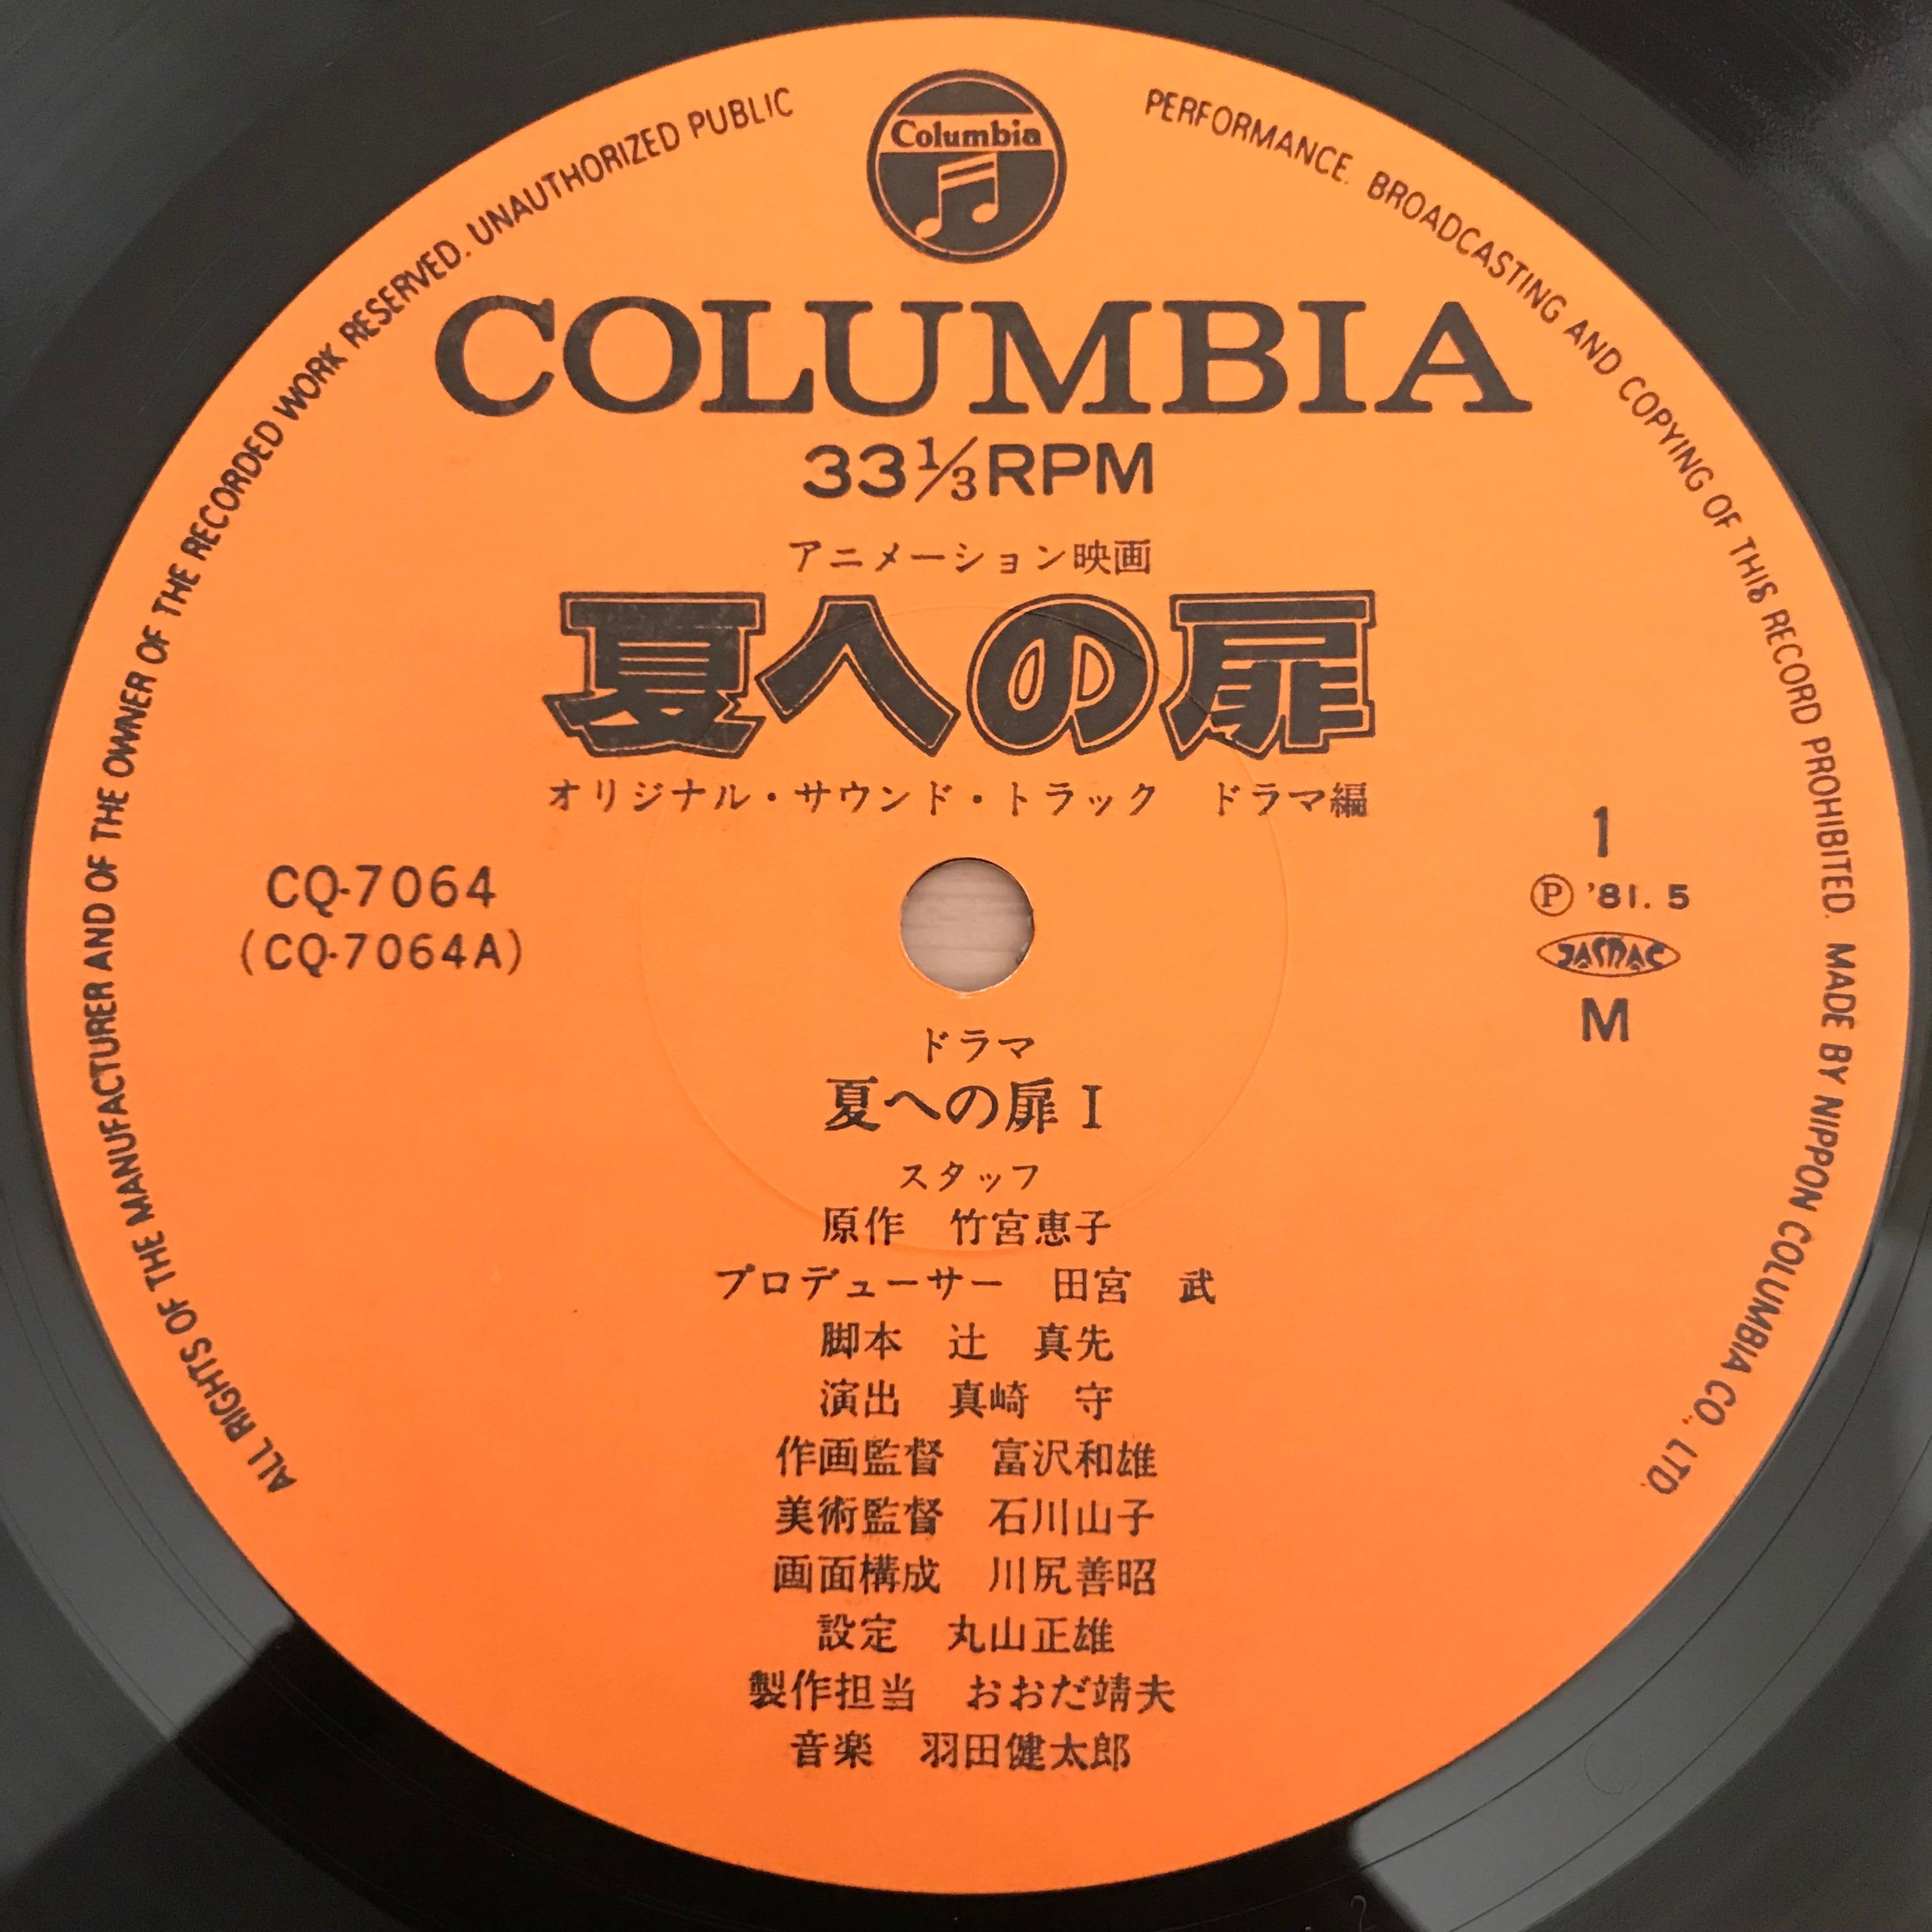 ALL RIGHTS OF THE MANUFACTURER AND OF THE OWNER OF THE RECORDED WORK RESERVED. UNAUTHORIZED PUBLIC PERFORMANCE. BROADCASTING AND COPYING OF THIS RECORD PROHIBITED. MADE BY NIPPON COLUMBIA CO., LTD.
Columbia
COLUMBIA
33⅓RPM
アニメーション映画
夏への扉
オリジナル・サウンド・トラック ドラマ編
CQ-7064
(CQ-7064A)
1
Ⓟ '81. 5
JASRAC
M
ドラマ
夏への扉 I
スタッフ
原作 竹宮恵子
プロデューサー 田宮 武
脚本 辻 真先
演出 真崎 守
作画監督 富沢和雄
美術監督 石川山子
画面構成 川尻善昭
設定 丸山正雄
製作担当 おおだ靖夫
音楽 羽田健太郎